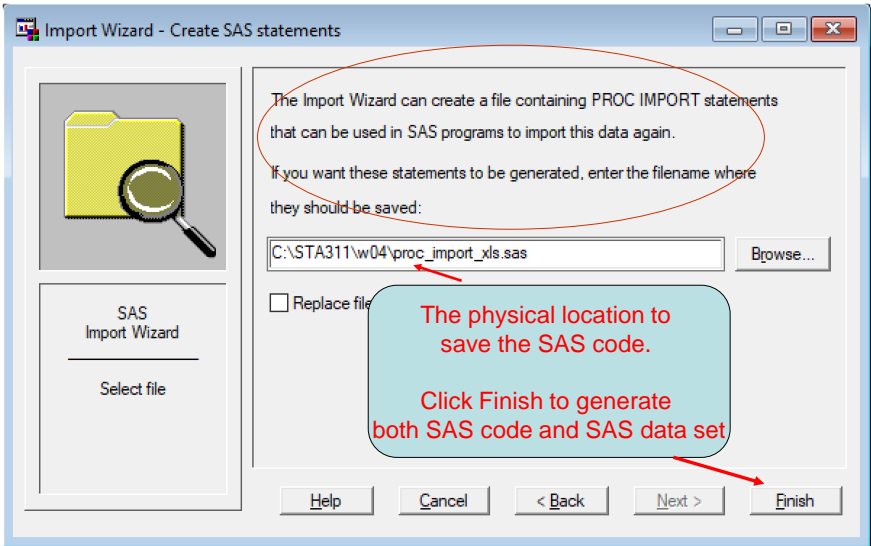 Import Wizard - Create SAS statements
The Import Wizard can create a file containing PROC IMPORT statements
that can be used in SAS programs to import this data again.
If you want these statements to be generated, enter the filename where
they should be saved:
C:\STA311\w04\proc_import_xls.sas
Browse...
Replace file
SAS
Import Wizard
Select file
The physical location to
save the SAS code.
Click Finish to generate
both SAS code and SAS data set
Help
Cancel
< Back
Next >
Finish